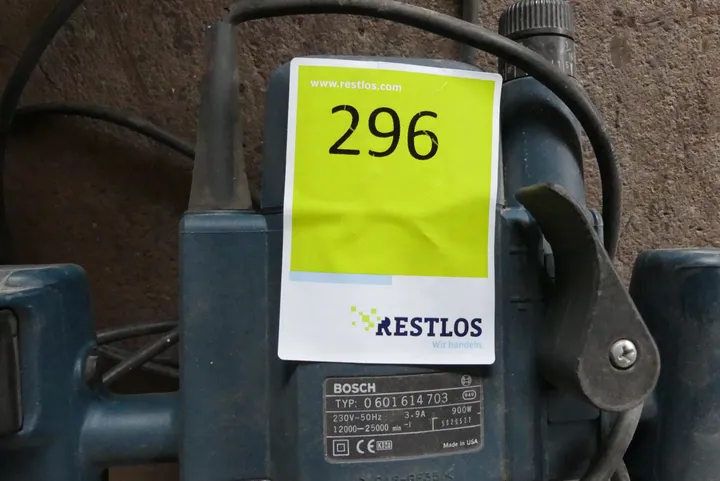 www.restlos.com
296
RESTLOS
Wir handeln.
BOSCH
TYP: 0 601 614 703
230V~50Hz 3.9A 900W
12000-25000 min⁻¹
CE
Made in USA